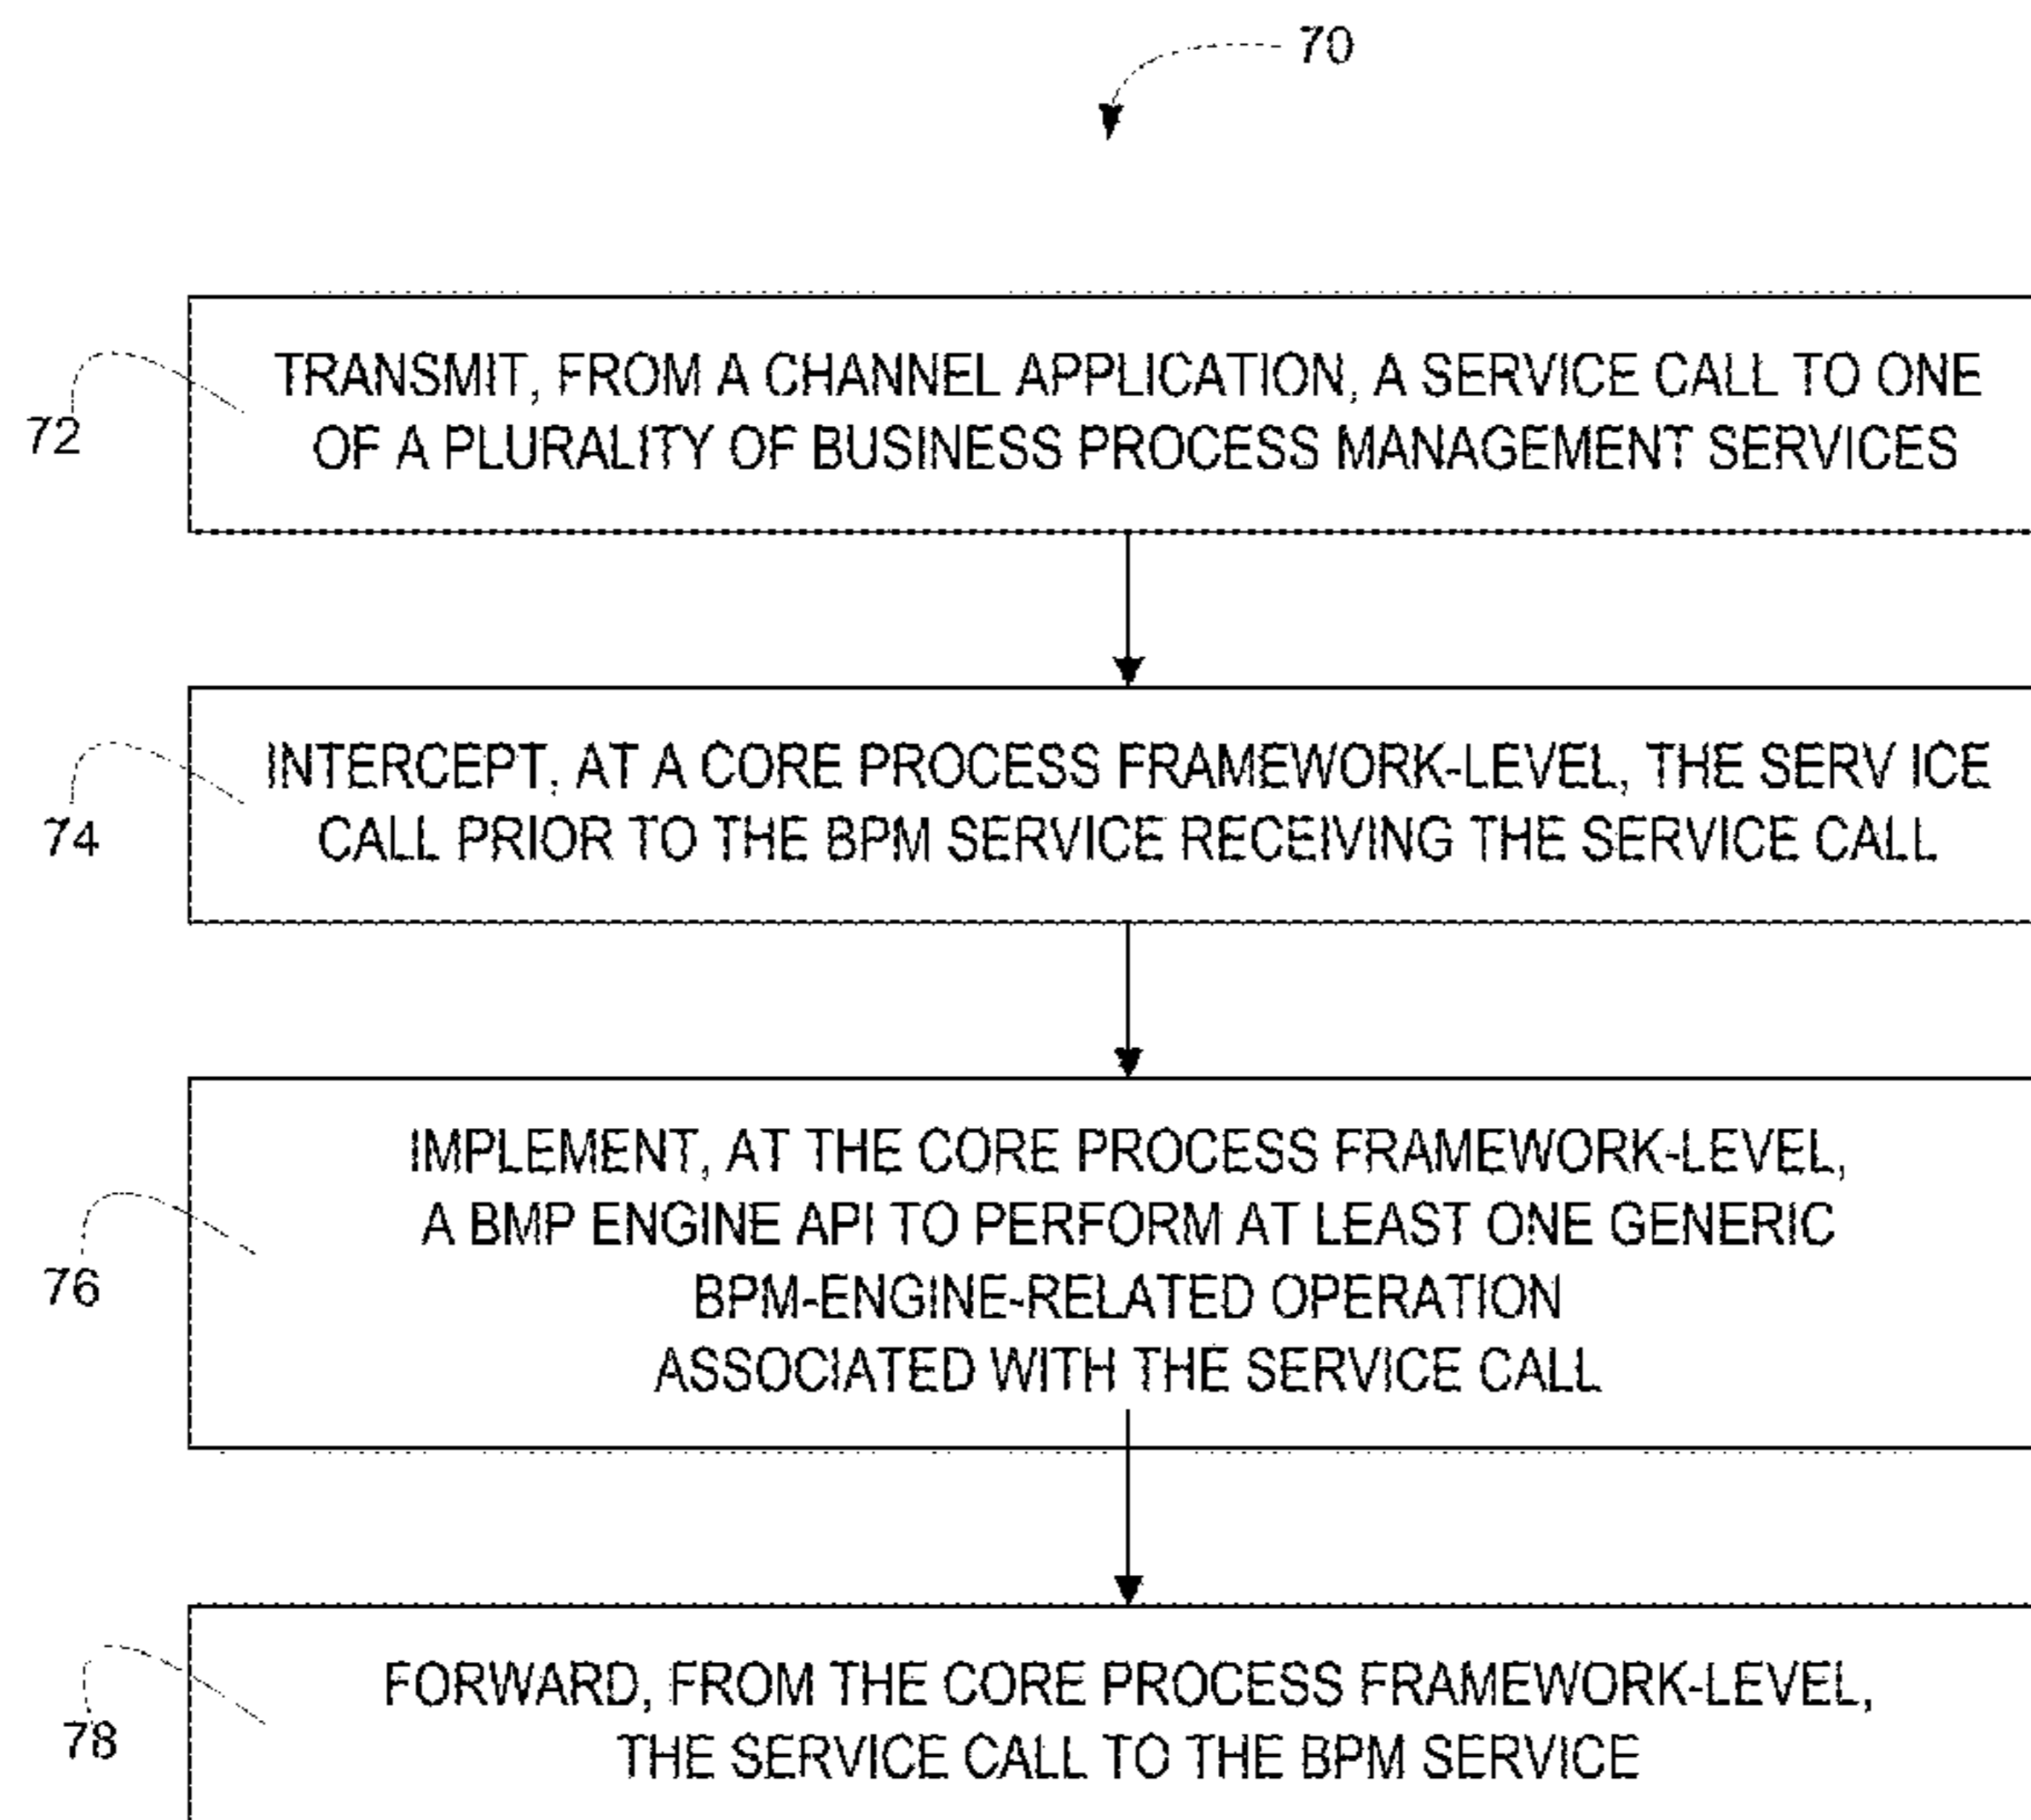 70
72
TRANSMIT, FROM A CHANNEL APPLICATION, A SERVICE CALL TO ONE
OF A PLURALITY OF BUSINESS PROCESS MANAGEMENT SERVICES
74
INTERCEPT, AT A CORE PROCESS FRAMEWORK-LEVEL, THE SERV ICE
CALL PRIOR TO THE BPM SERVICE RECEIVING THE SERVICE CALL
76
IMPLEMENT, AT THE CORE PROCESS FRAMEWORK-LEVEL,
A BMP ENGINE API TO PERFORM AT LEAST ONE GENERIC
BPM-ENGINE-RELATED OPERATION
ASSOCIATED WITH THE SERVICE CALL
78
FORWARD, FROM THE CORE PROCESS FRAMEWORK-LEVEL,
THE SERVICE CALL TO THE BPM SERVICE